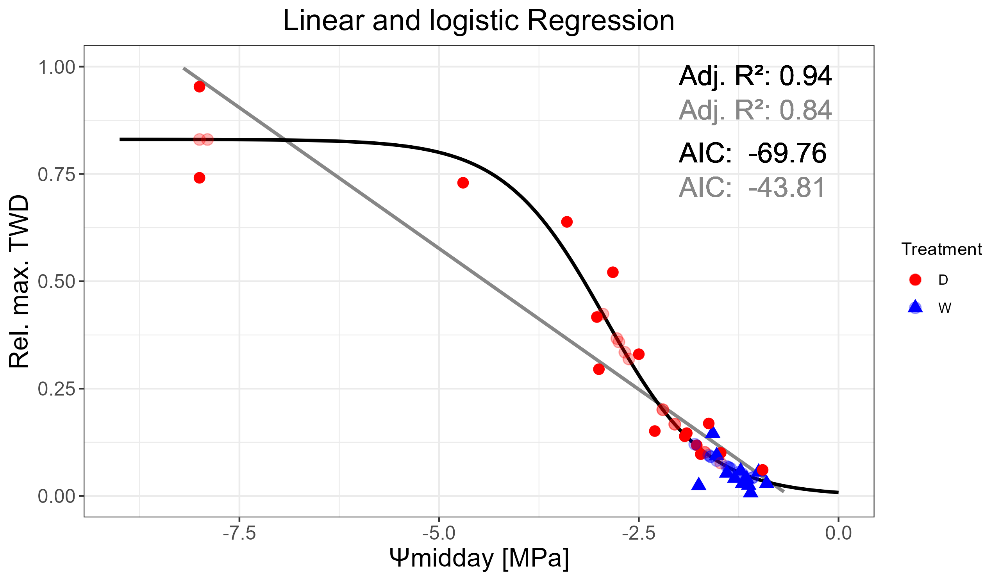 Linear and logistic Regression
Adj. R²: 0.94
Adj. R²: 0.84
AIC: -69.76
AIC: -43.81
Rel. max. TWD
1.00
0.75
0.50
0.25
0.00
-7.5
-5.0
-2.5
0.0
Ψmidday [MPa]
Treatment
D
W